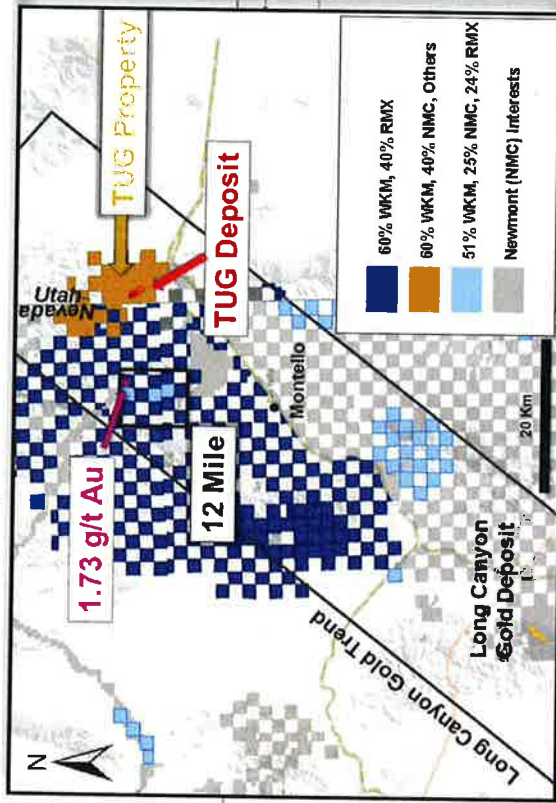 N
Utah
Nevada
TUG Property
1.73 g/t Au
TUG Deposit
12 Mile
Montello
Long Canyon Gold Trend
Long Canyon
Gold Deposit
20 Km
60% WKM, 40% RMX
60% WKM, 40% NMC, Others
51% WKM, 25% NMC, 24% RMX
Newmont (NMC) Interests